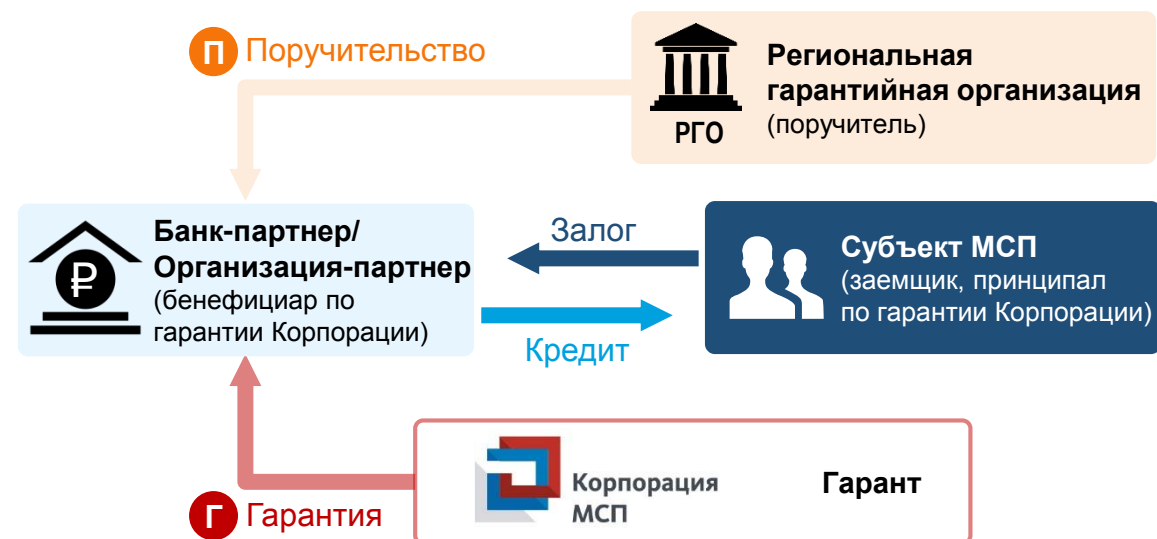 П Поручительство
Региональная
гарантийная организация
(поручитель)
РГО
Банк-партнер/
Организация-партнер
(бенефициар по
гарантии Корпорации)
₽
Залог
Кредит
Субъект МСП
(заемщик, принципал
по гарантии Корпорации)
Корпорация
МСП
Гарант
Г Гарантия